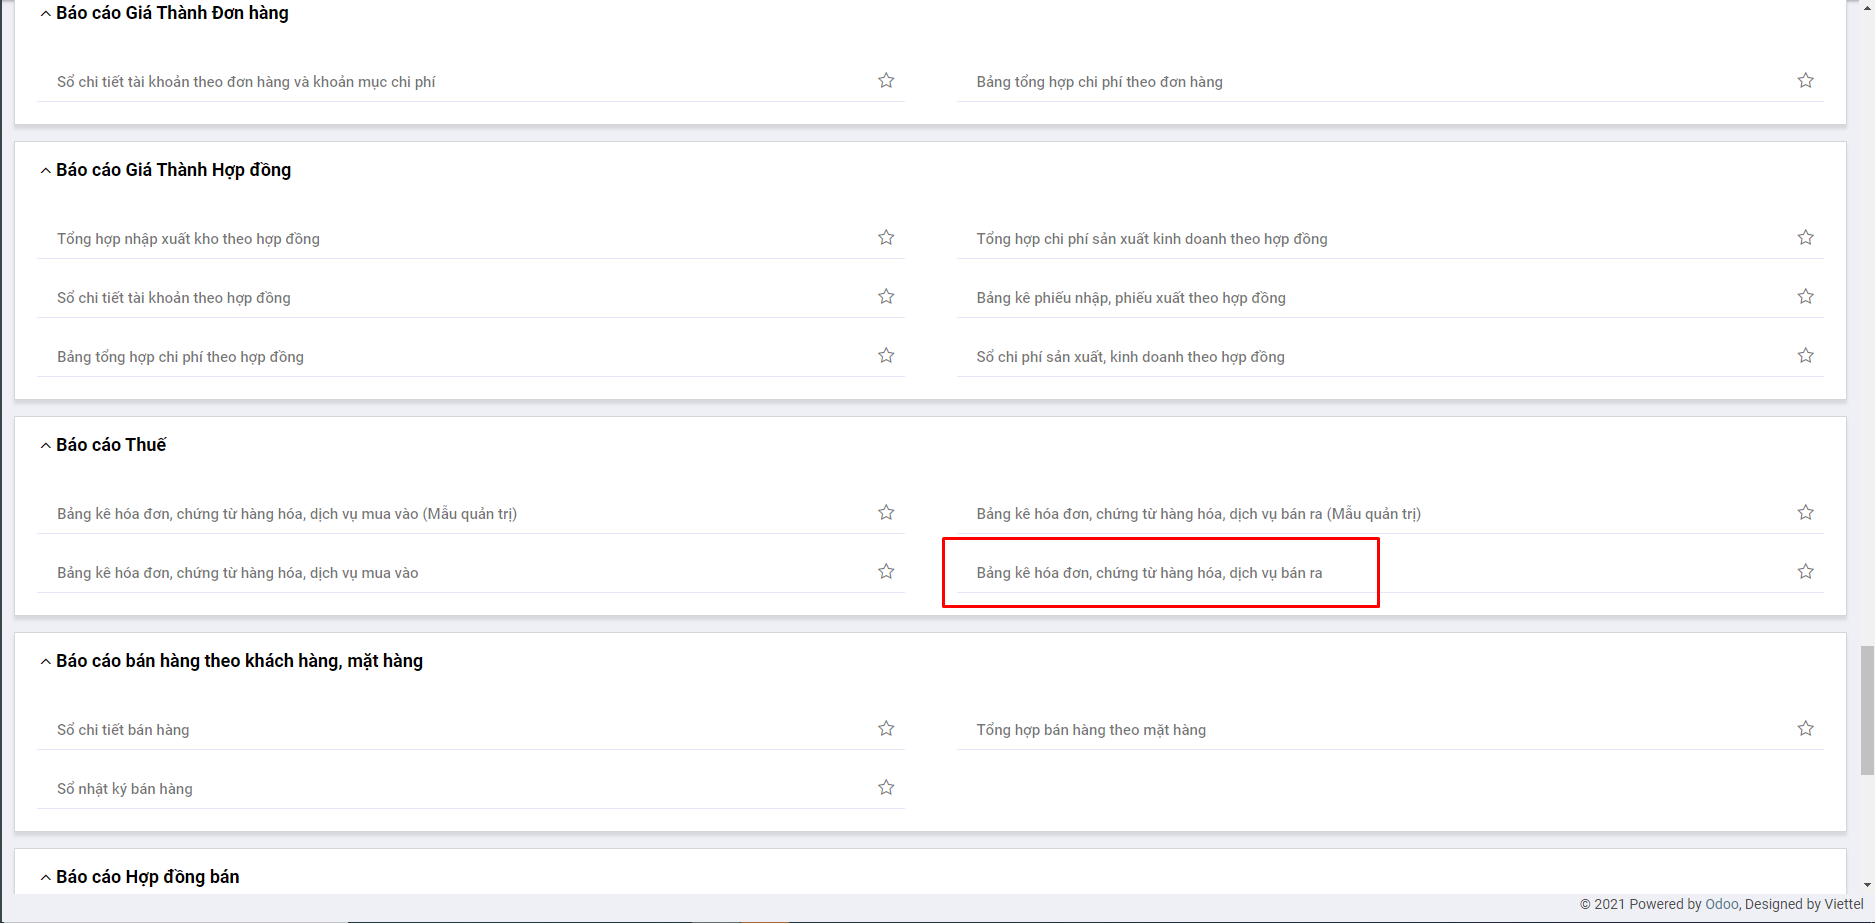 Báo cáo Giá Thành Đơn hàng
Sổ chi tiết tài khoản theo đơn hàng và khoản mục chi phí
Bảng tổng hợp chi phí theo đơn hàng
Báo cáo Giá Thành Hợp đồng
Tổng hợp nhập xuất kho theo hợp đồng
Tổng hợp chi phí sản xuất kinh doanh theo hợp đồng
Sổ chi tiết tài khoản theo hợp đồng
Bảng kê phiếu nhập, phiếu xuất theo hợp đồng
Bảng tổng hợp chi phí theo hợp đồng
Sổ chi phí sản xuất, kinh doanh theo hợp đồng
Báo cáo Thuế
Bảng kê hóa đơn, chứng từ hàng hóa, dịch vụ mua vào (Mẫu quản trị)
Bảng kê hóa đơn, chứng từ hàng hóa, dịch vụ bán ra (Mẫu quản trị)
Bảng kê hóa đơn, chứng từ hàng hóa, dịch vụ mua vào
Bảng kê hóa đơn, chứng từ hàng hóa, dịch vụ bán ra
Báo cáo bán hàng theo khách hàng, mặt hàng
Sổ chi tiết bán hàng
Tổng hợp bán hàng theo mặt hàng
Sổ nhật ký bán hàng
Báo cáo Hợp đồng bán
© 2021 Powered by Odoo, Designed by Viettel